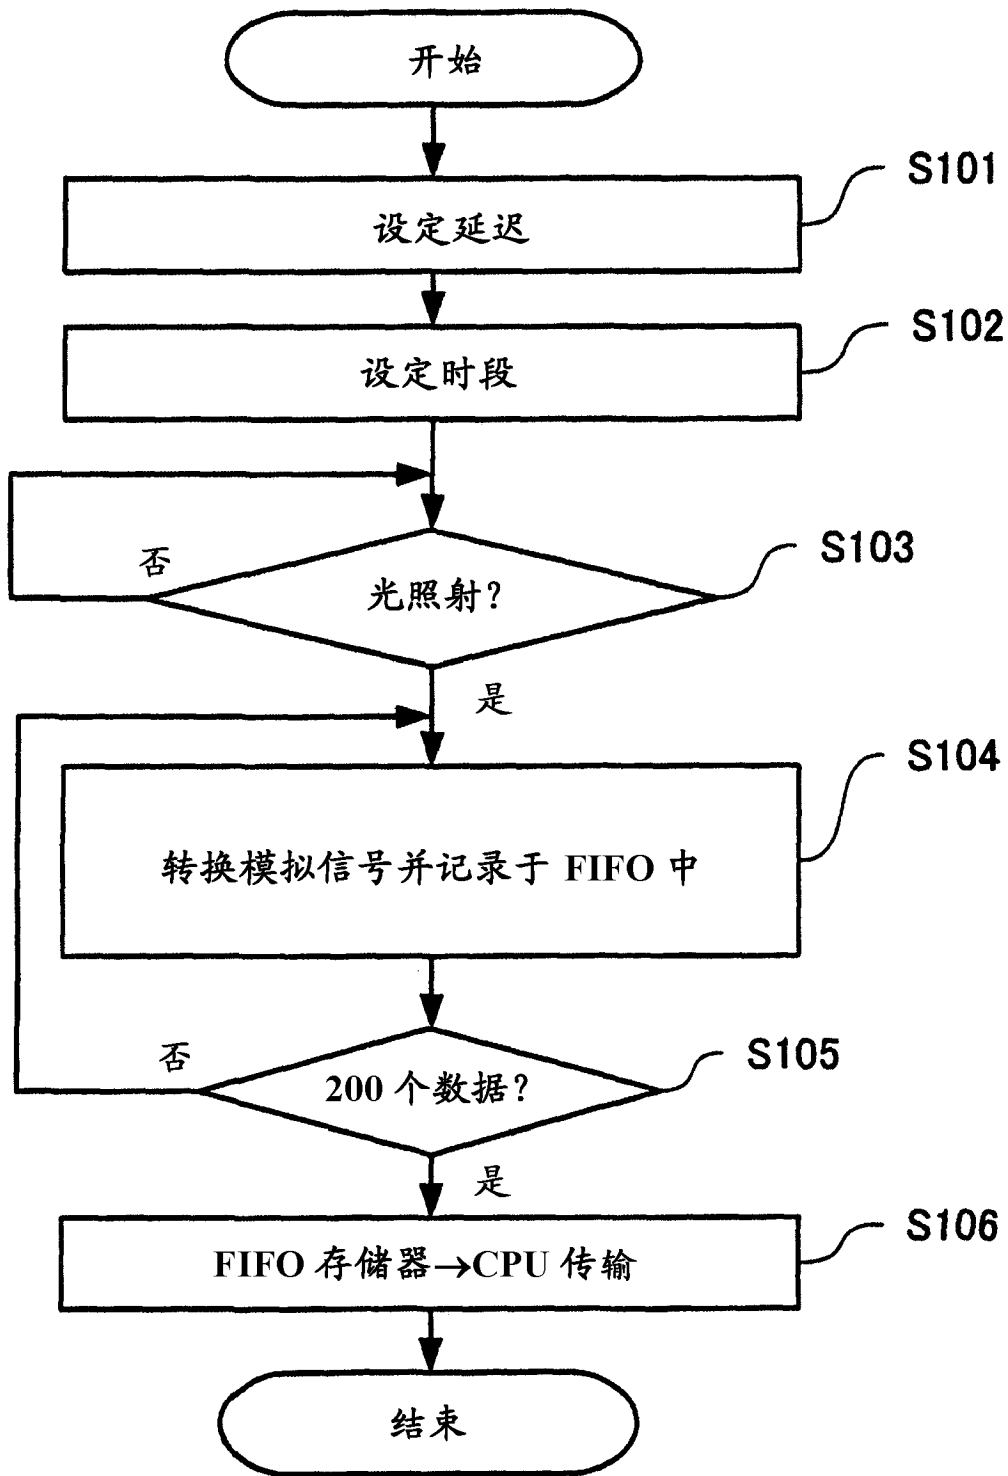 开始
S101
设定延迟
S102
设定时段
S103
否
光照射?
是
S104
转换模拟信号并记录于 FIFO 中
S105
否
200 个数据?
是
S106
FIFO 存储器→CPU 传输
结束